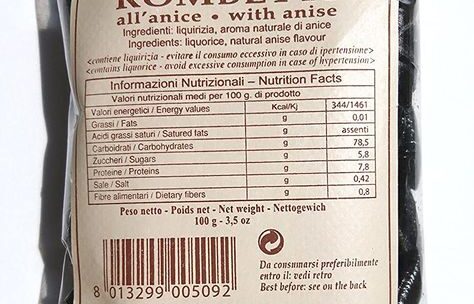 all'anice • with anise
Ingredienti: liquirizia, aroma naturale di anice
Ingredients: liquorice, natural anise flavour
<contiene liquirizia - evitare il consumo eccessivo in caso di ipertensione>
<contains liquorice - avoid excessive consumption in case of hypertension>
Informazioni Nutrizionali – Nutrition Facts
Valori nutrizionali medi per 100 g. di prodotto
Valori energetici / Energy values Kcal/Kj 344/1461
Grassi / Fats g 0,01
Acidi grassi saturi / Saturated fats g assenti
Carboidrati / Carbohydrates g 78,5
Zuccheri / Sugars g 5,8
Proteine / Proteins g 7,8
Sale / Salt g 0,42
Fibre alimentari / Dietary fibers g 0,8
Peso netto - Poids net - Net weight - Nettogewich
100 g - 3,5 oz
Da consumarsi preferibilmente
entro il: vedi retro
Best before: see on the back
8 013299 005092